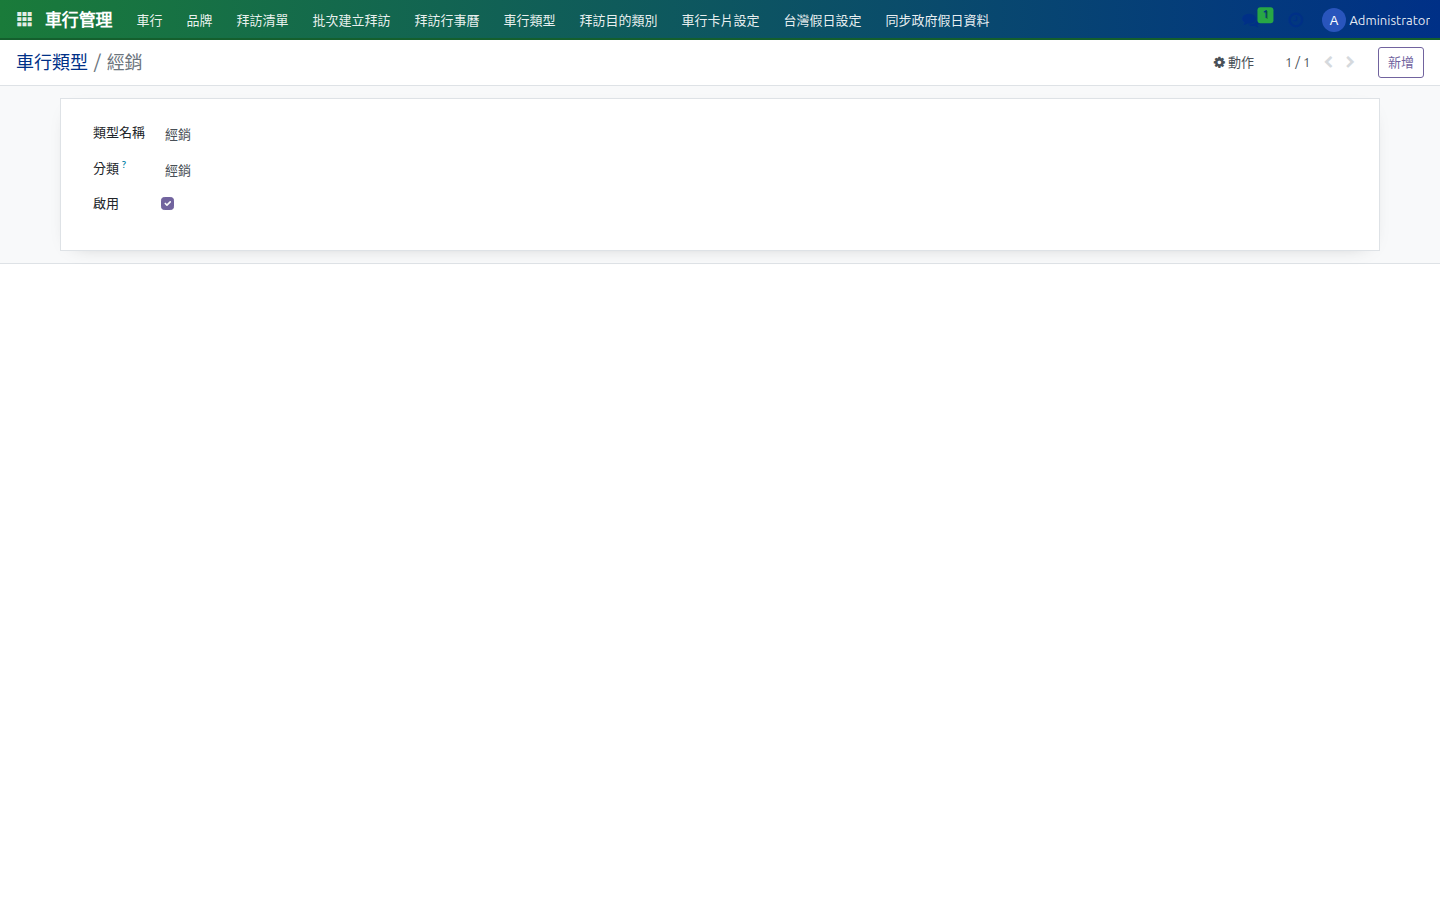 車行管理 車行 品牌 拜訪清單 批次建立拜訪 拜訪行事曆 車行類型 拜訪目的類別 車行卡片設定 台灣假日設定 同步政府假日資料 1 A Administrator
車行類型 / 經銷 動作 1 / 1 新增
類型名稱 經銷
分類 ? 經銷
啟用